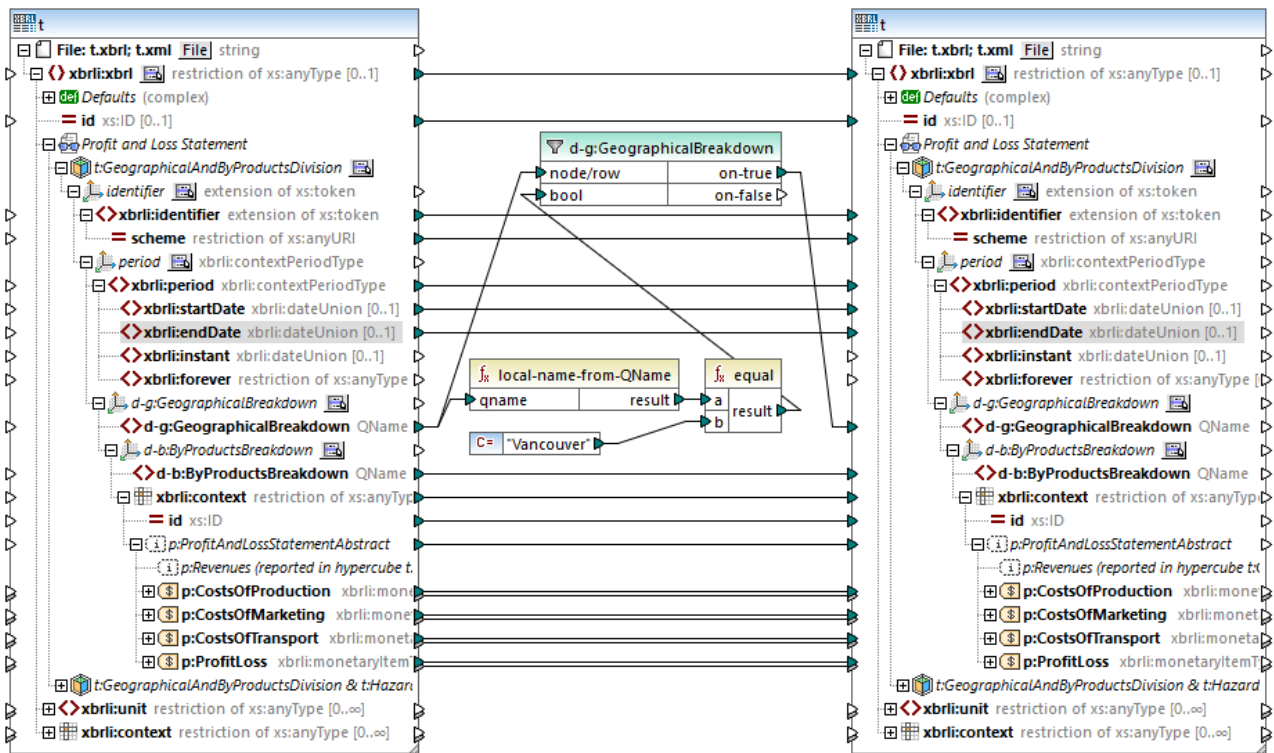 t
File: t.xbrl; t.xml File string
xbrli:xbrl restriction of xs:anyType [0..1]
def Defaults (complex)
= id xs:ID [0..1]
Profit and Loss Statement
t:GeographicalAndByProductsDivision
identifier extension of xs:token
xbrli:identifier extension of xs:token
= scheme restriction of xs:anyURI
period xbrli:contextPeriodType
xbrli:period xbrli:contextPeriodType
xbrli:startDate xbrli:dateUnion [0..1]
xbrli:endDate xbrli:dateUnion [0..1]
xbrli:instant xbrli:dateUnion [0..1]
xbrli:forever restriction of xs:anyType
d-g:GeographicalBreakdown
d-g:GeographicalBreakdown QName
d-b:ByProductsBreakdown
d-b:ByProductsBreakdown QName
xbrli:context restriction of xs:anyTyp
= id xs:ID
p:ProfitAndLossStatementAbstract
p:Revenues (reported in hypercube t.
p:CostsOfProduction xbrli:mone
p:CostsOfMarketing xbrli:mone
p:CostsOfTransport xbrli:moneta
p:ProfitLoss xbrli:monetaryItemT
t:GeographicalAndByProductsDivision & t:Hazard
xbrli:unit restriction of xs:anyType [0..∞]
xbrli:context restriction of xs:anyType [0..∞]
d-g:GeographicalBreakdown
node/row on-true
bool on-false
fx local-name-from-QName
qname result
C= "Vancouver"
fx equal
a
result
b
t
File: t.xbrl; t.xml File string
xbrli:xbrl restriction of xs:anyType [0..1]
def Defaults (complex)
= id xs:ID [0..1]
Profit and Loss Statement
t:GeographicalAndByProductsDivision
identifier extension of xs:token
xbrli:identifier extension of xs:token
= scheme restriction of xs:anyURI
period xbrli:contextPeriodType
xbrli:period xbrli:contextPeriodType
xbrli:startDate xbrli:dateUnion [0..1]
xbrli:endDate xbrli:dateUnion [0..1]
xbrli:instant xbrli:dateUnion [0..1]
xbrli:forever restriction of xs:anyType [
d-g:GeographicalBreakdown
d-g:GeographicalBreakdown QName
d-b:ByProductsBreakdown
d-b:ByProductsBreakdown QName
xbrli:context restriction of xs:anyType
= id xs:ID
p:ProfitAndLossStatementAbstract
p:Revenues (reported in hypercube t:
p:CostsOfProduction xbrli:monet
p:CostsOfMarketing xbrli:moneta
p:CostsOfTransport xbrli:moneta
p:ProfitLoss xbrli:monetaryItemT
t:GeographicalAndByProductsDivision & t:Hazard
xbrli:unit restriction of xs:anyType [0..∞]
xbrli:context restriction of xs:anyType [0..∞]